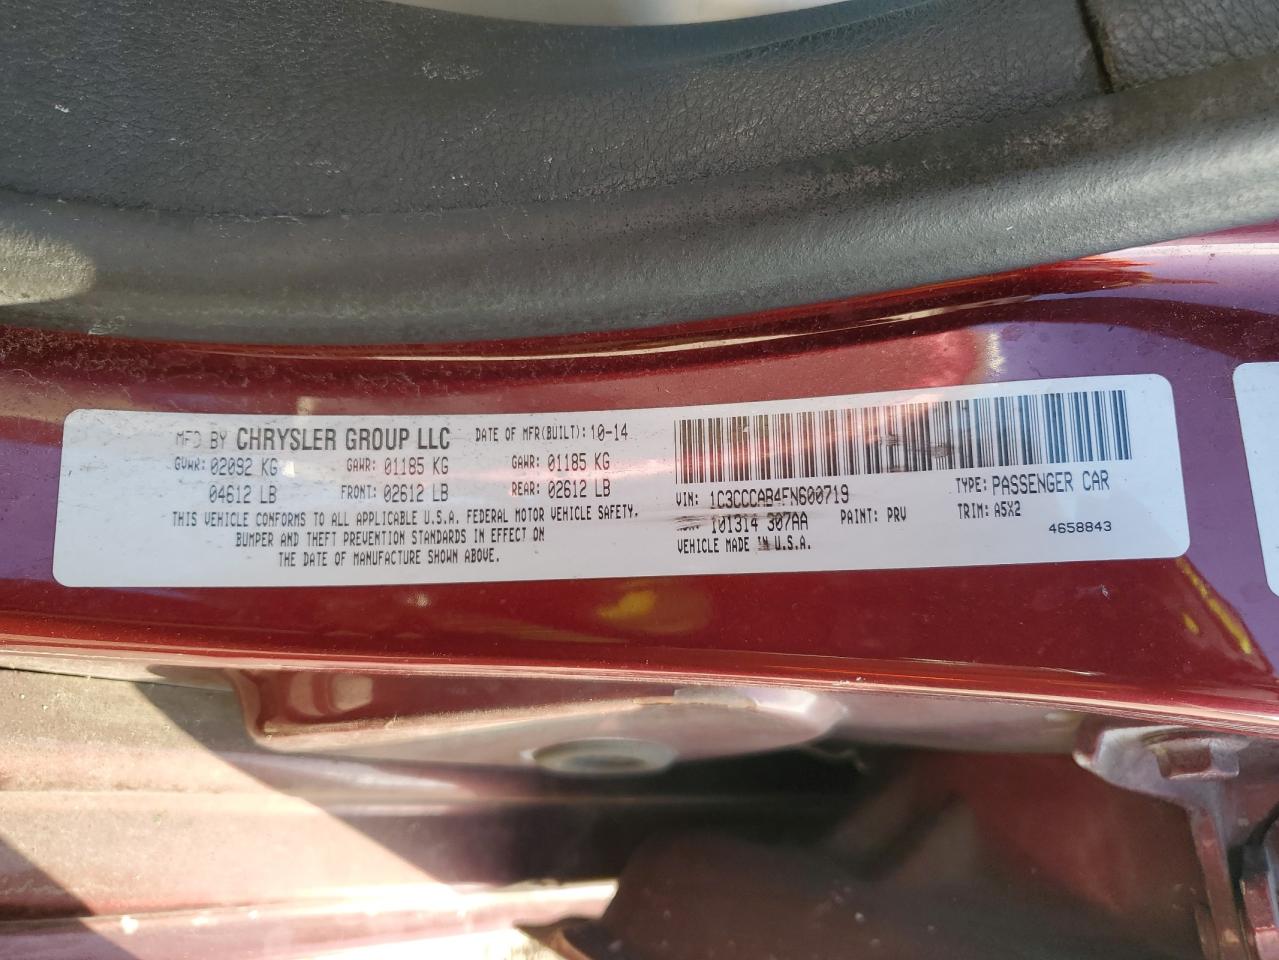 MFD BY CHRYSLER GROUP LLC DATE OF MFR(BUILT): 10-14
GVWR: 02092 KG GAWR: 01185 KG GAWR: 01185 KG
04612 LB FRONT: 02612 LB REAR: 02612 LB
THIS VEHICLE CONFORMS TO ALL APPLICABLE U.S.A. FEDERAL MOTOR VEHICLE SAFETY.
BUMPER AND THEFT PREVENTION STANDARDS IN EFFECT ON
THE DATE OF MANUFACTURE SHOWN ABOVE.
VIN: 1C3CCCAB4FN600719 TYPE: PASSENGER CAR
101314 307AA PAINT: PRV TRIM: A5X2
VEHICLE MADE IN U.S.A. 4658843